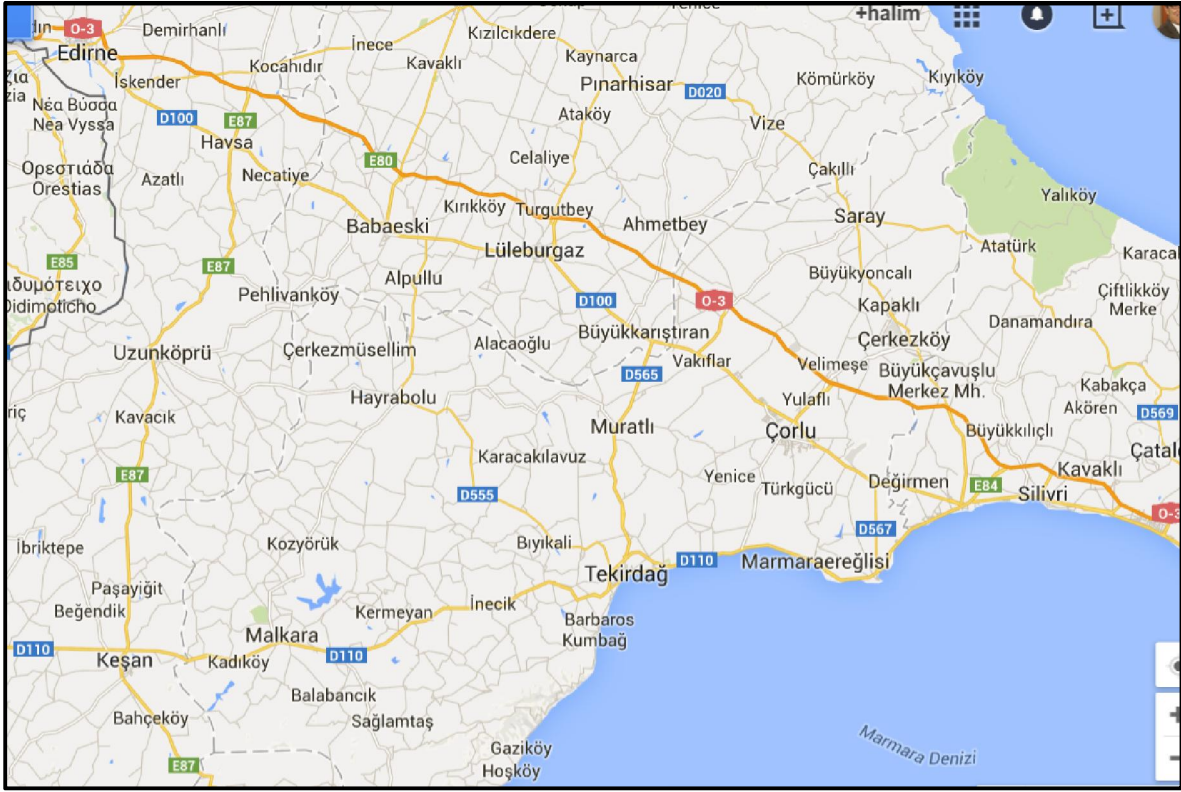 +halim
O-3
Demirhanlı
Kızılcıkdere
Edirne
İnece
Kaynarca
Kocahıdır
Kavaklı
İskender
Pınarhisar
D020
Kömürköy
Kıyıköy
Νέα Βύσσα
Nea Vyssa
D100
E87
Ataköy
Vize
Havsa
E80
Celaliye
Ορεστιάδα
Orestias
Azatlı
Necatiye
Çakıllı
Yalıköy
Kırıkköy
Turgutbey
Babaeski
Ahmetbey
Saray
Lüleburgaz
Atatürk
E85
E87
Alpullu
Büyükyoncalı
Didimoticho
Pehlivanköy
D100
O-3
Kapaklı
Çiftlikköy
Merke
Danamandıra
Büyükkarıştıran
Çerkezköy
Uzunköprü
Çerkezmüsellim
Alacaoğlu
Vakıflar
Velimeşe
Büyükçavuşlu
Merkez Mh.
D565
Kabakça
Hayrabolu
Yulaflı
Akören
D569
Kavacık
Muratlı
Çorlu
Büyükkılıçlı
Karacakılavuz
Kavaklı
E87
Yenice
Türkgücü
Değirmen
E84
Silivri
D555
O-3
D567
İbriktepe
Kozyörük
Bıyıkali
D110
Marmaraereğlisi
Tekirdağ
Paşayiğit
Beğendik
Kermeyan
İnecik
Barbaros
Kumbağ
Malkara
D110
Keşan
Kadıköy
D110
Balabancık
Bahçeköy
Sağlamtaş
Marmara Denizi
Gaziköy
E87
Hoşköy